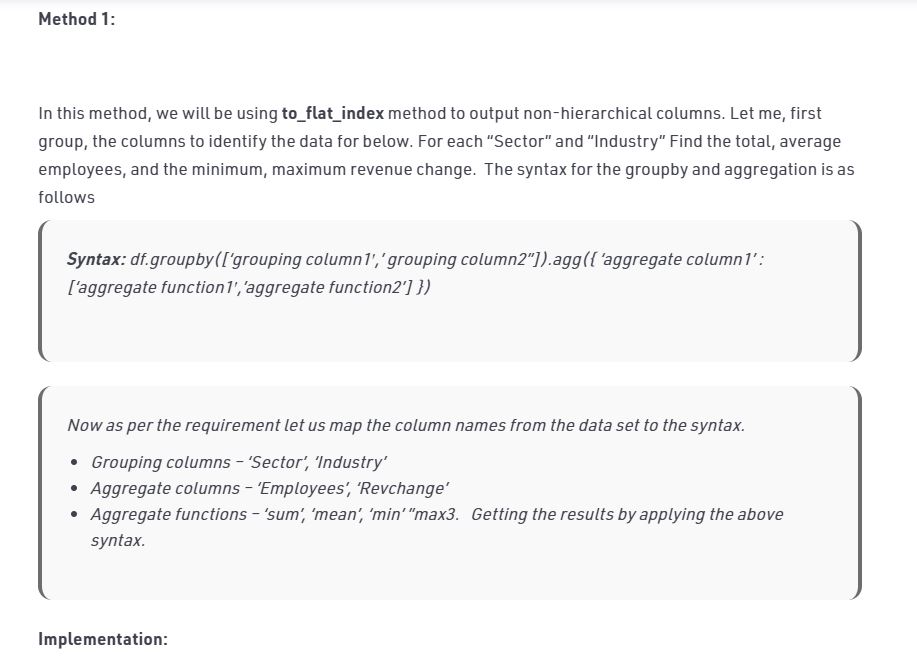 Method 1:
In this method, we will be using to_flat_index method to output non-hierarchical columns. Let me, first
group, the columns to identify the data for below. For each “Sector” and “Industry” Find the total, average
employees, and the minimum, maximum revenue change.  The syntax for the groupby and aggregation is as
follows
Syntax: df.groupby([‘grouping column1′,’ grouping column2”]).agg({ ‘aggregate column1’ :
[‘aggregate function1′,’aggregate function2’] })
Now as per the requirement let us map the column names from the data set to the syntax.
• Grouping columns – ‘Sector’, ‘Industry’
• Aggregate columns – ‘Employees’, ‘Revchange’
• Aggregate functions – ‘sum’, ‘mean’, ‘min’ ”max3.   Getting the results by applying the above
syntax.
Implementation: